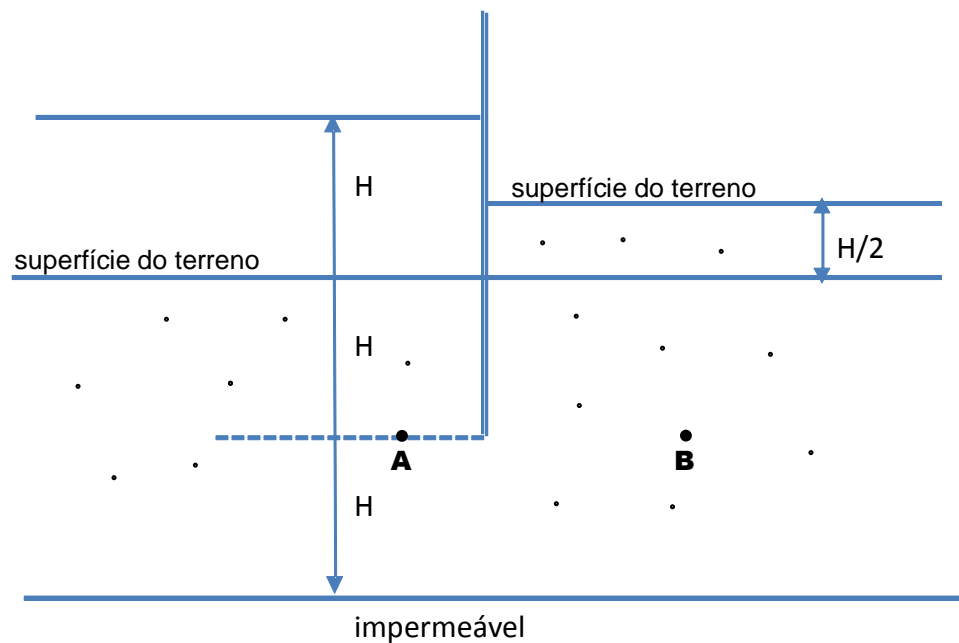 H
superfície do terreno
H/2
superfície do terreno
H
A
B
H
impermeável